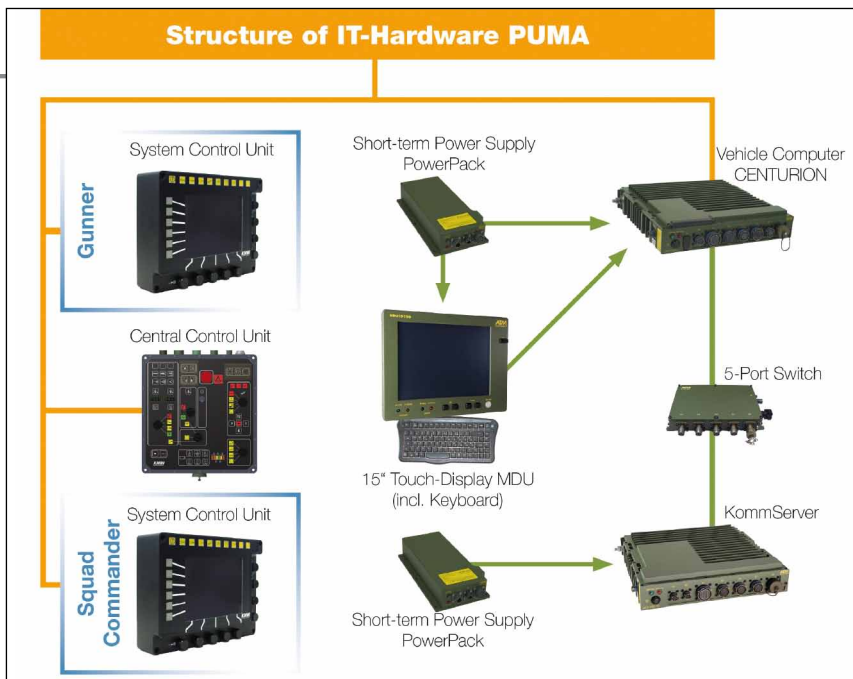 Structure of IT-Hardware PUMA
Gunner
System Control Unit
Central Control Unit
Squad
Commander
System Control Unit
Short-term Power Supply
PowerPack
15“ Touch-Display MDU
(incl. Keyboard)
Short-term Power Supply
PowerPack
Vehicle Computer
CENTURION
5-Port Switch
KommServer